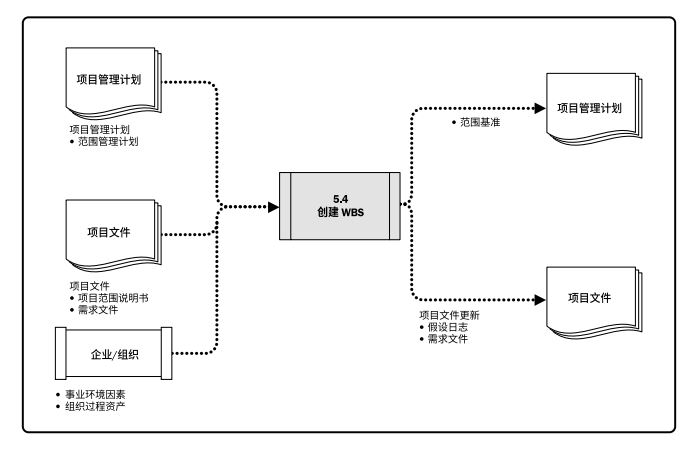 项目管理计划
项目管理计划
• 范围管理计划
项目文件
项目文件
• 项目范围说明书
• 需求文件
企业/组织
• 事业环境因素
• 组织过程资产
5.4
创建 WBS
项目管理计划
• 范围基准
项目文件
项目文件更新
• 假设日志
• 需求文件